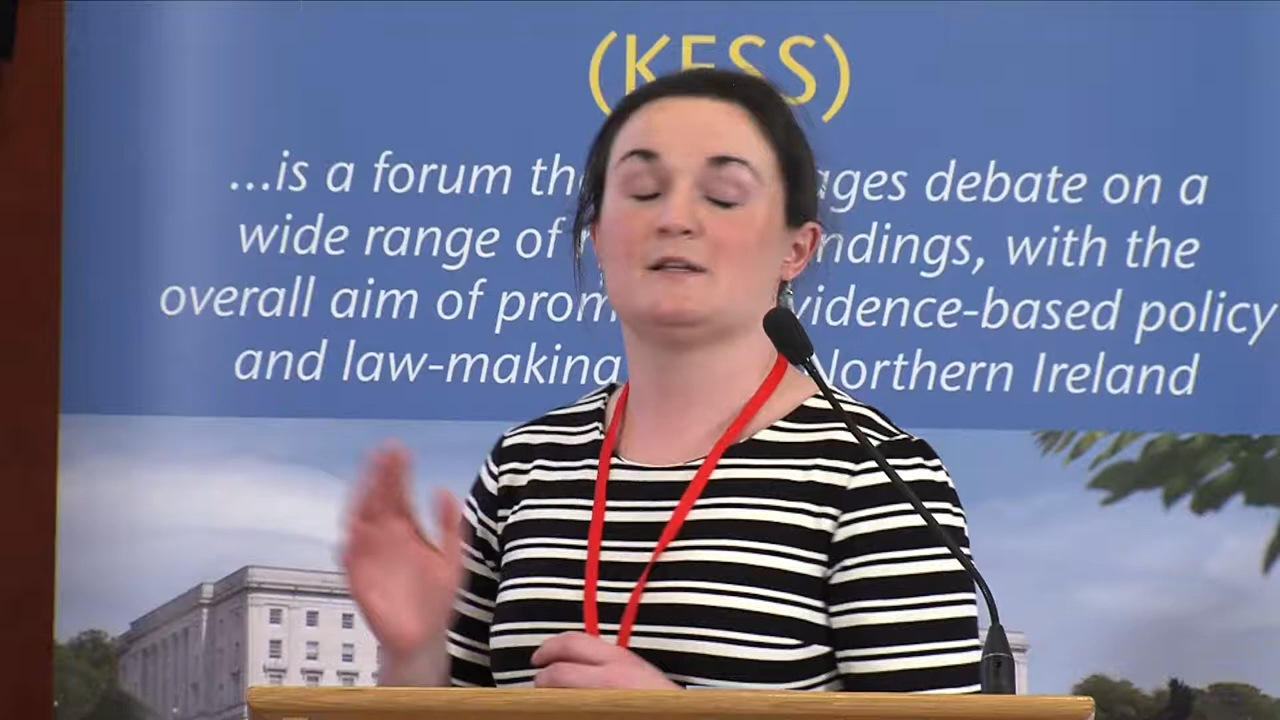 (KESS)
...is a forum ages debate on a
wide range of ndings, with the
overall aim of prom vidence-based policy
and law-making Northern Ireland